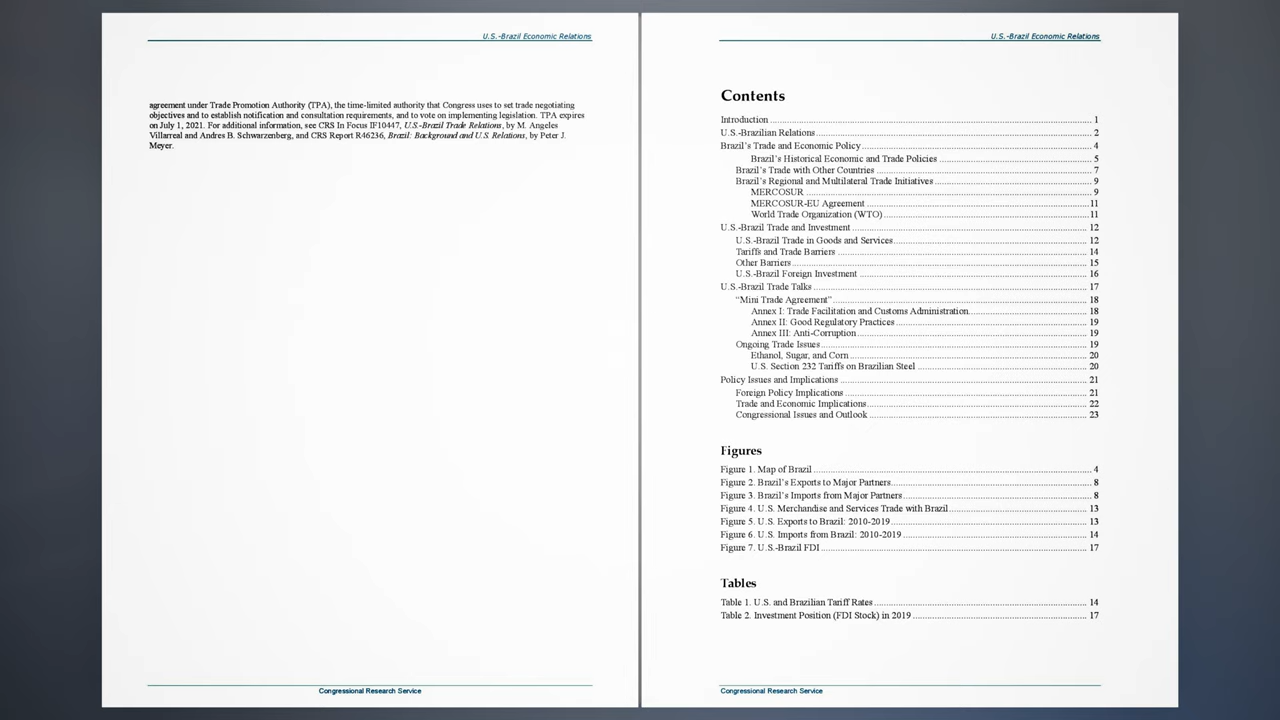 U.S.-Brazil Economic Relations
agreement under Trade Promotion Authority (TPA), the time-limited authority that Congress uses to set trade negotiating
objectives and to establish notification and consultation requirements, and to vote on implementing legislation. TPA expires
on July 1, 2021. For additional information, see CRS In Focus IF10447, U.S.-Brazil Trade Relations, by M. Angeles
Villarreal and Andres B. Schwarzenberg, and CRS Report R46236, Brazil: Background and U.S. Relations, by Peter J.
Meyer.
Congressional Research Service
U.S.-Brazil Economic Relations
Contents
Introduction 1
U.S.-Brazilian Relations 2
Brazil's Trade and Economic Policy 4
Brazil's Historical Economic and Trade Policies 5
Brazil's Trade with Other Countries 7
Brazil's Regional and Multilateral Trade Initiatives 9
MERCOSUR 9
MERCOSUR-EU Agreement 11
World Trade Organization (WTO) 11
U.S.-Brazil Trade and Investment 12
U.S.-Brazil Trade in Goods and Services 12
Tariffs and Trade Barriers 14
Other Barriers 15
U.S.-Brazil Foreign Investment 16
U.S.-Brazil Trade Talks 17
"Mini Trade Agreement" 18
Annex I: Trade Facilitation and Customs Administration 18
Annex II: Good Regulatory Practices 19
Annex III: Anti-Corruption 19
Ongoing Trade Issues 19
Ethanol, Sugar, and Corn 20
U.S. Section 232 Tariffs on Brazilian Steel 20
Policy Issues and Implications 21
Foreign Policy Implications 21
Trade and Economic Implications 22
Congressional Issues and Outlook 23
Figures
Figure 1. Map of Brazil 4
Figure 2. Brazil's Exports to Major Partners 8
Figure 3. Brazil's Imports from Major Partners 8
Figure 4. U.S. Merchandise and Services Trade with Brazil 13
Figure 5. U.S. Exports to Brazil: 2010-2019 13
Figure 6. U.S. Imports from Brazil: 2010-2019 14
Figure 7. U.S.-Brazil FDI 17
Tables
Table 1. U.S. and Brazilian Tariff Rates 14
Table 2. Investment Position (FDI Stock) in 2019 17
Congressional Research Service